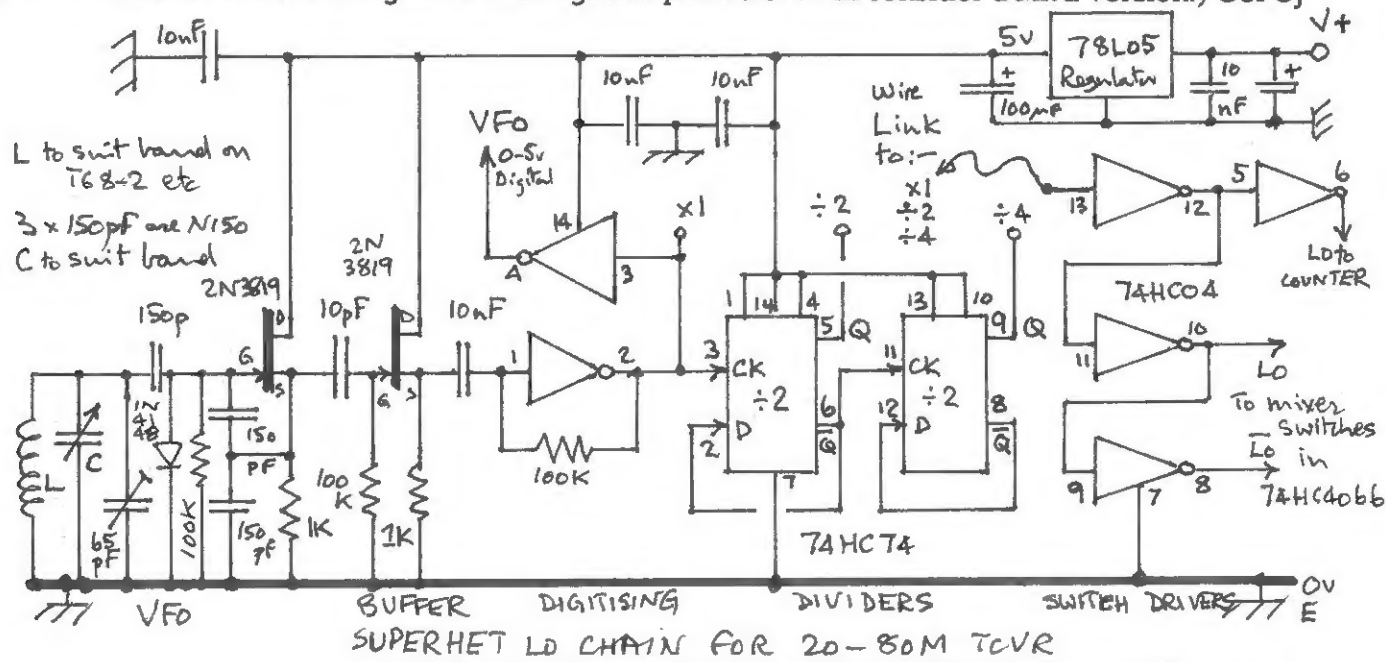 10nF
5v
78L05
Regulator
V+
+
100µF
10
nF
+
10nF
10nF
Wire
Link
to:-
x1
÷2
÷4
VFO
0-5v
Digital
L to suit band on
T68-2 etc
3 x 150pF are N150
C to suit band
2N3819
2N
3819
14
4
3
x1
÷2
÷4
13
12
5
6
LO to
COUNTER
74HC04
150p
10pF
10nF
D
G
S
D
G
S
1
2
1
14
4
5
Q
3
CK
÷2
6
Q
D
2
7
13
10
9
Q
11
CK
÷2
8
Q
12
D
11
10
LO
To mixer
switches
in
74HC4066
LO
9
7
8
L
C
65
pF
100K
150
pF
150
pF
1K
100
K
1K
100K
74HC74
0v
E
VFO
BUFFER
DIGITISING
DIVIDERS
SWITCH DRIVERS
SUPERHET LO CHAIN FOR 20-80M TCVR